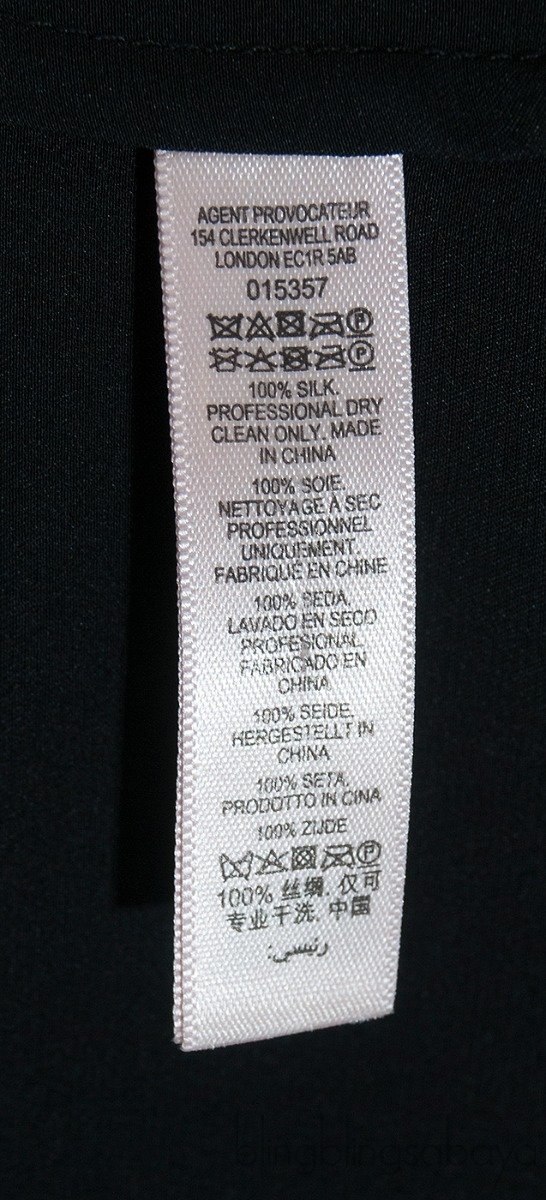 AGENT PROVOCATEUR
154 CLERKENWELL ROAD
LONDON EC1R 5AB
015357
100% SILK.
PROFESSIONAL DRY
CLEAN ONLY. MADE
IN CHINA
100% SOIE.
NETTOYAGE À SEC
PROFESSIONNEL
UNIQUEMENT.
FABRIQUÉ EN CHINE
100% SEDA.
LAVADO EN SECO
PROFESIONAL.
FABRICADO EN
CHINA
100% SEIDE.
HERGESTELLT IN
CHINA
100% SETA.
PRODOTTO IN CINA
100% ZIJDE
100% 丝绸. 仅可
专业干洗. 中国
رئيسي:
blingblingsabaya